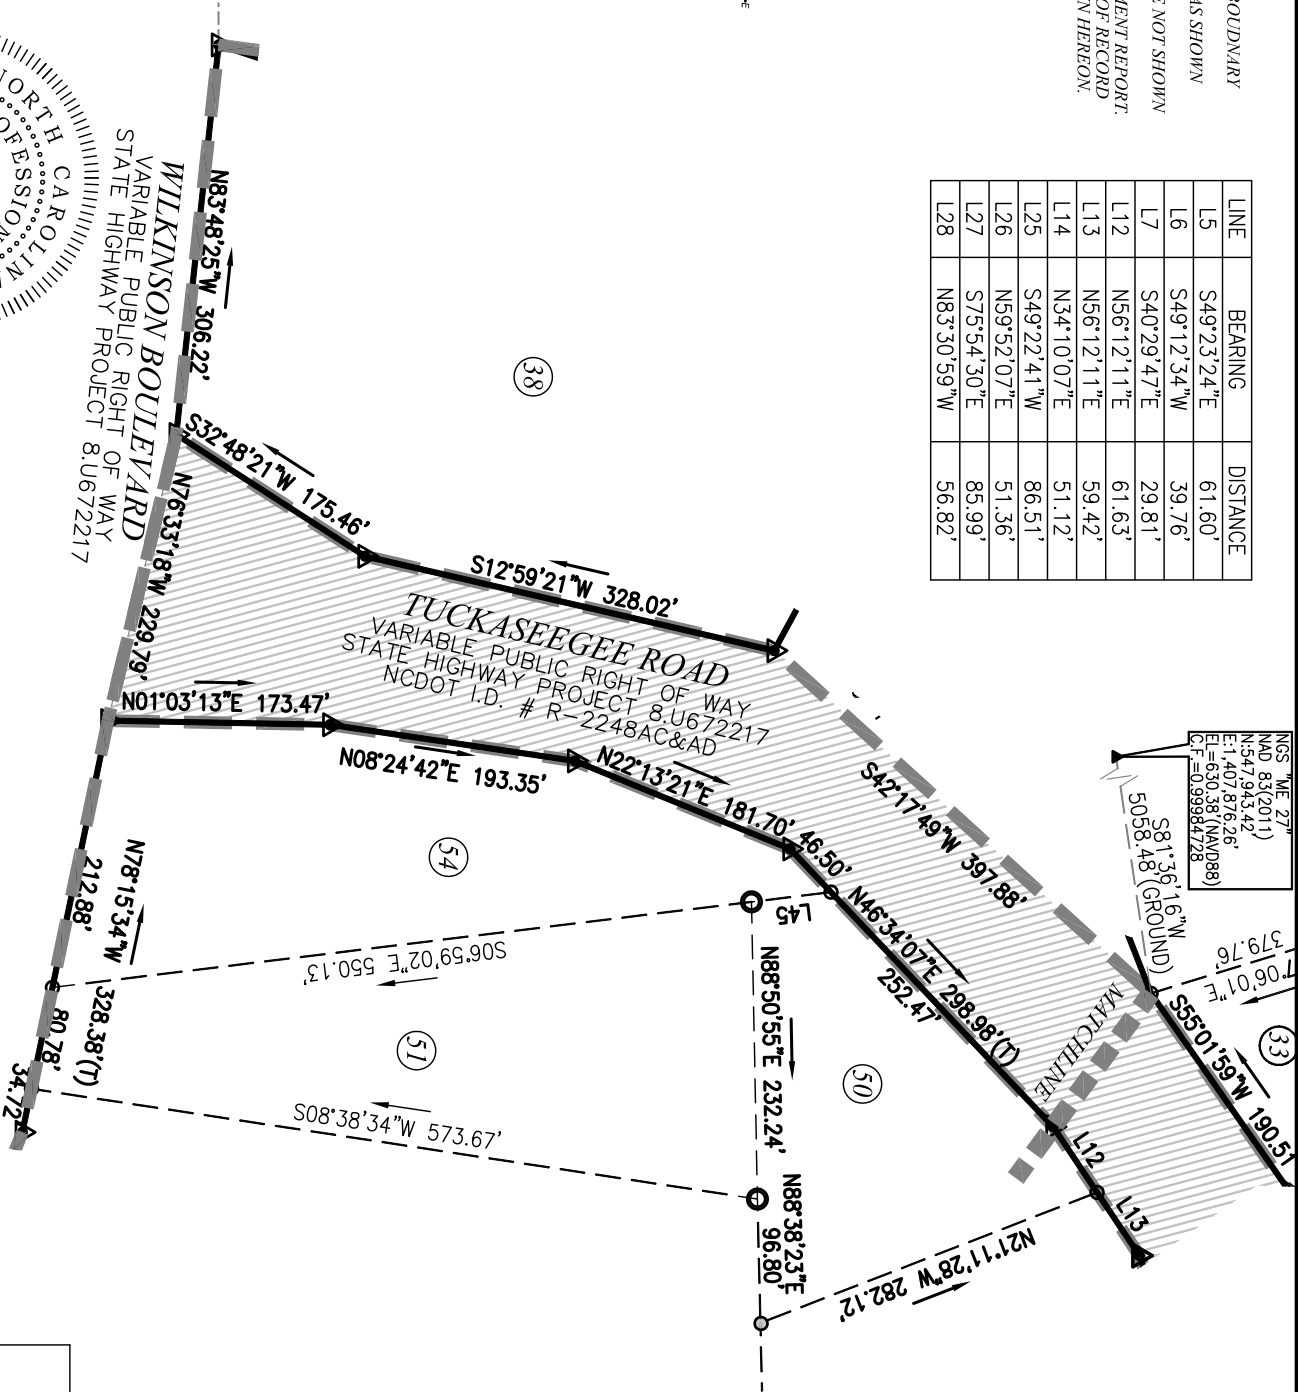 BOUDNARY
AS SHOWN
E NOT SHOWN
MENT REPORT.
OF RECORD
N HEREON.
LINE BEARING DISTANCE
L5 S49°23'24"E 61.60'
L6 S49°12'34"W 39.76'
L7 S40°29'47"E 29.81'
L12 N56°12'11"E 61.63'
L13 N56°12'11"E 59.42'
L14 N34°10'07"E 51.12'
L25 S49°22'41"W 86.51'
L26 N59°52'07"E 51.36'
L27 S75°54'30"E 85.99'
L28 N83°30'59"W 56.82'
NGS "ME 27"
NAD 83(2011)
N:547,943.42'
E:1,407,876.26'
EL=630.38'(NAVD88)
C.F.=0.99984728
S81°36'16"W
5058.48'(GROUND)
379.76'
7°06'01"E
33
S55°01'59"W 190.51
MATCHLINE
L12
L13
S42°17'49"W 397.88'
38
S12°59'21"W 328.02'
S32°48'21"W 175.46'
TUCKASEEGEE ROAD
VARIABLE PUBLIC RIGHT OF WAY
STATE HIGHWAY PROJECT 8.U672217
NCDOT I.D. # R-2248AC&AD
N83°48'25"W 306.22'
WILKINSON BOULEVARD
VARIABLE PUBLIC RIGHT OF WAY
STATE HIGHWAY PROJECT 8.U672217
N76°33'18"W 229.79'
N01°03'13"E 173.47'
N08°24'42"E 193.35'
N22°13'21"E 181.70'
46.50'
N46°34'07"E 298.98'(T)
252.47'
L45
54
50
51
S06°59'02"E 550.13'
N88°50'55"E 232.24'
N88°38'23"E
96.80'
N21°11'28"W 282.12'
S08°38'34"W 573.67'
N78°15'34"W 328.38'(T)
212.88'
80.78'
34.72'
NORTH CAROLINA
OFESSIONA